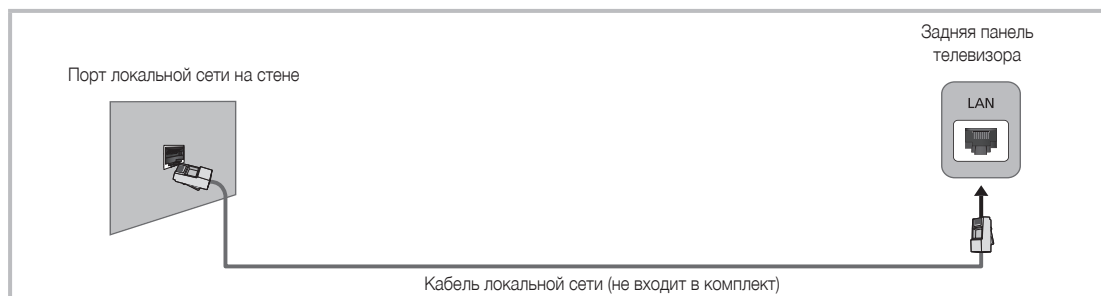 Порт локальной сети на стене
Задняя панель
телевизора
LAN
Кабель локальной сети (не входит в комплект)